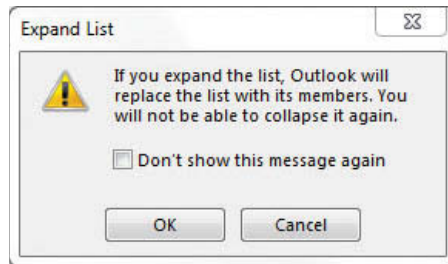 Expand List
If you expand the list, Outlook will
replace the list with its members. You
will not be able to collapse it again.
Don't show this message again
OK
Cancel